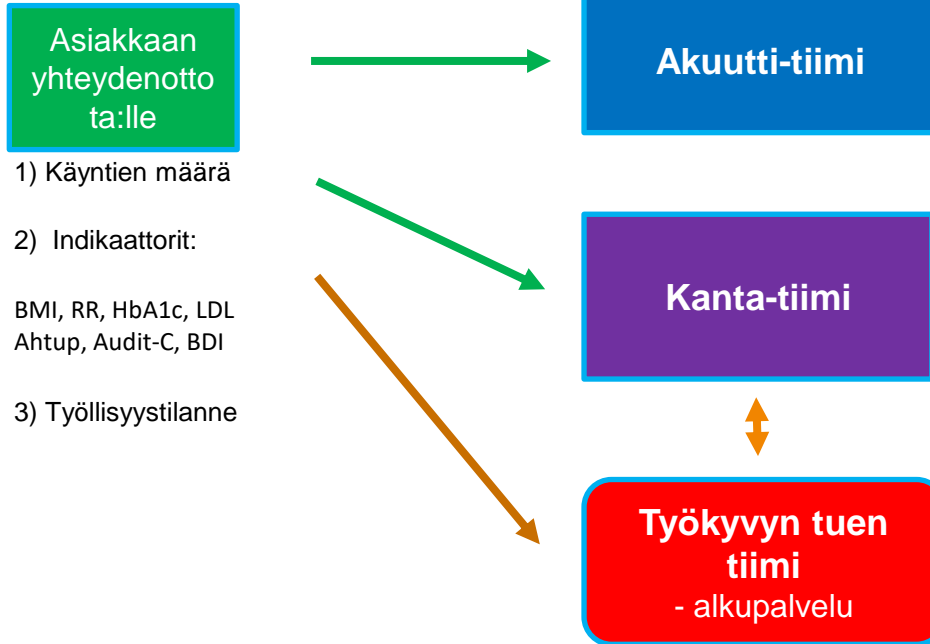 Asiakkaan
yhteydenotto
ta:lle
Akuutti-tiimi
1) Käyntien määrä
2) Indikaattorit:
BMI, RR, HbA1c, LDL
Ahtup, Audit-C, BDI
3) Työllisyystilanne
Kanta-tiimi
Työkyvyn tuen
tiimi
- alkupalvelu